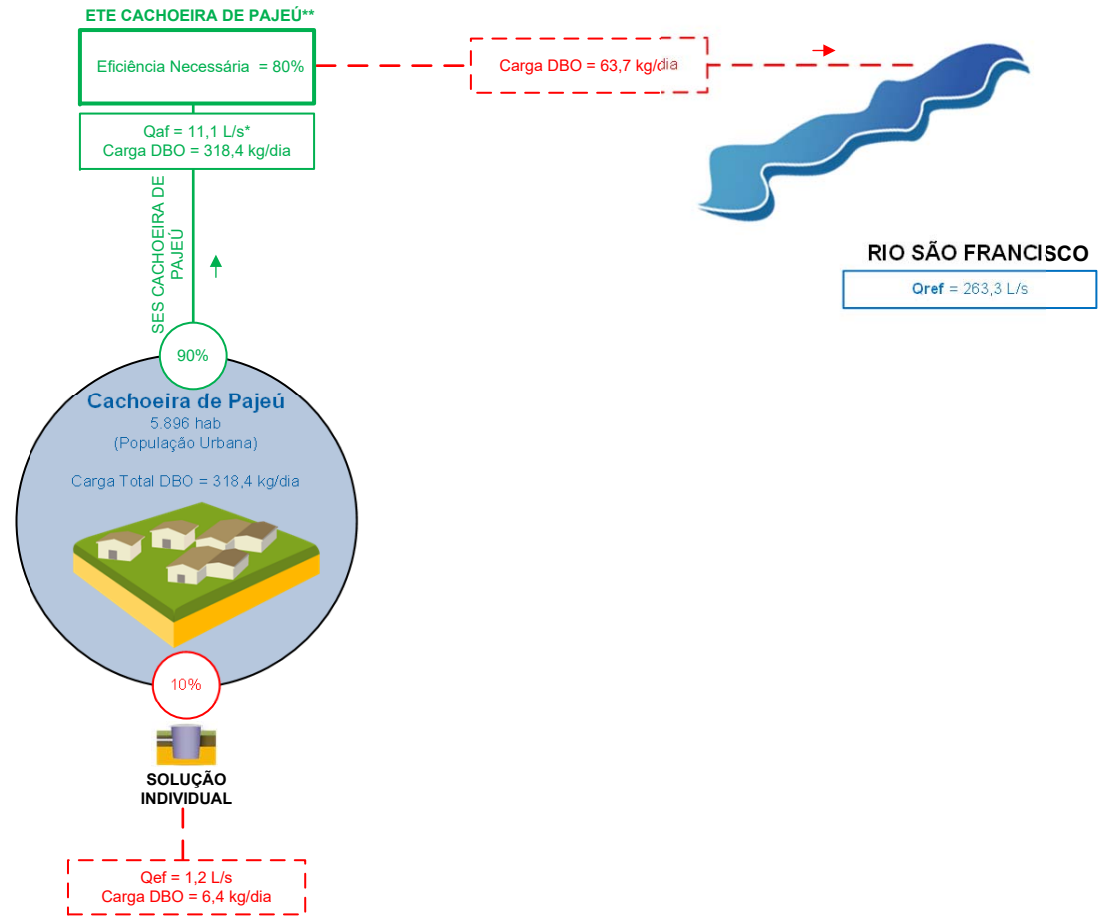 ETE CACHOEIRA DE PAJEÚ**
Eficiência Necessária = 80%
Carga DBO = 63,7 kg/dia
Qaf = 11,1 L/s*
Carga DBO = 318,4 kg/dia
SES CACHOEIRA DE
PAJEÚ
RIO SÃO FRANCISCO
Qref = 263,3 L/s
90%
Cachoeira de Pajeú
5.896 hab
(População Urbana)
Carga Total DBO = 318,4 kg/dia
10%
SOLUÇÃO
INDIVIDUAL
Qef = 1,2 L/s
Carga DBO = 6,4 kg/dia